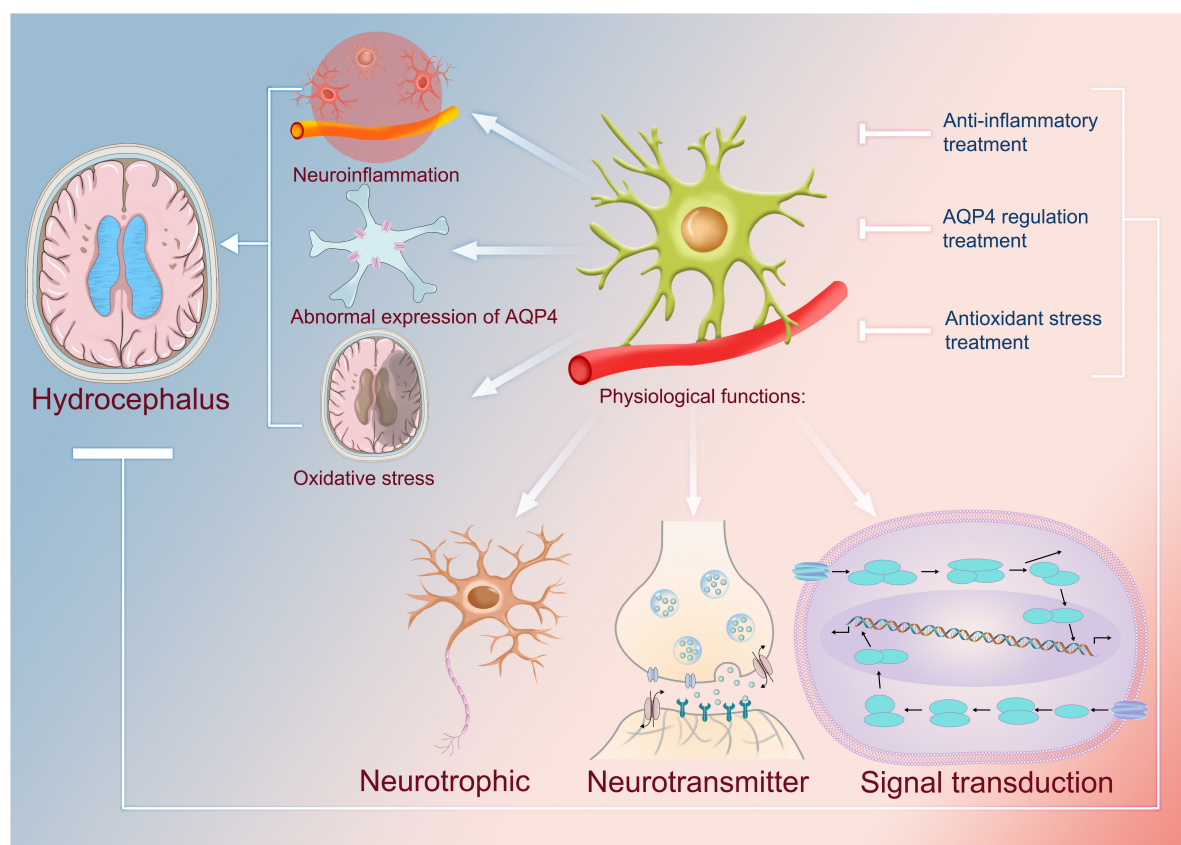 Neuroinflammation
Abnormal expression of AQP4
Oxidative stress
Hydrocephalus
Anti-inflammatory
treatment
AQP4 regulation
treatment
Antioxidant stress
treatment
Physiological functions:
Neurotrophic
Neurotransmitter
Signal transduction